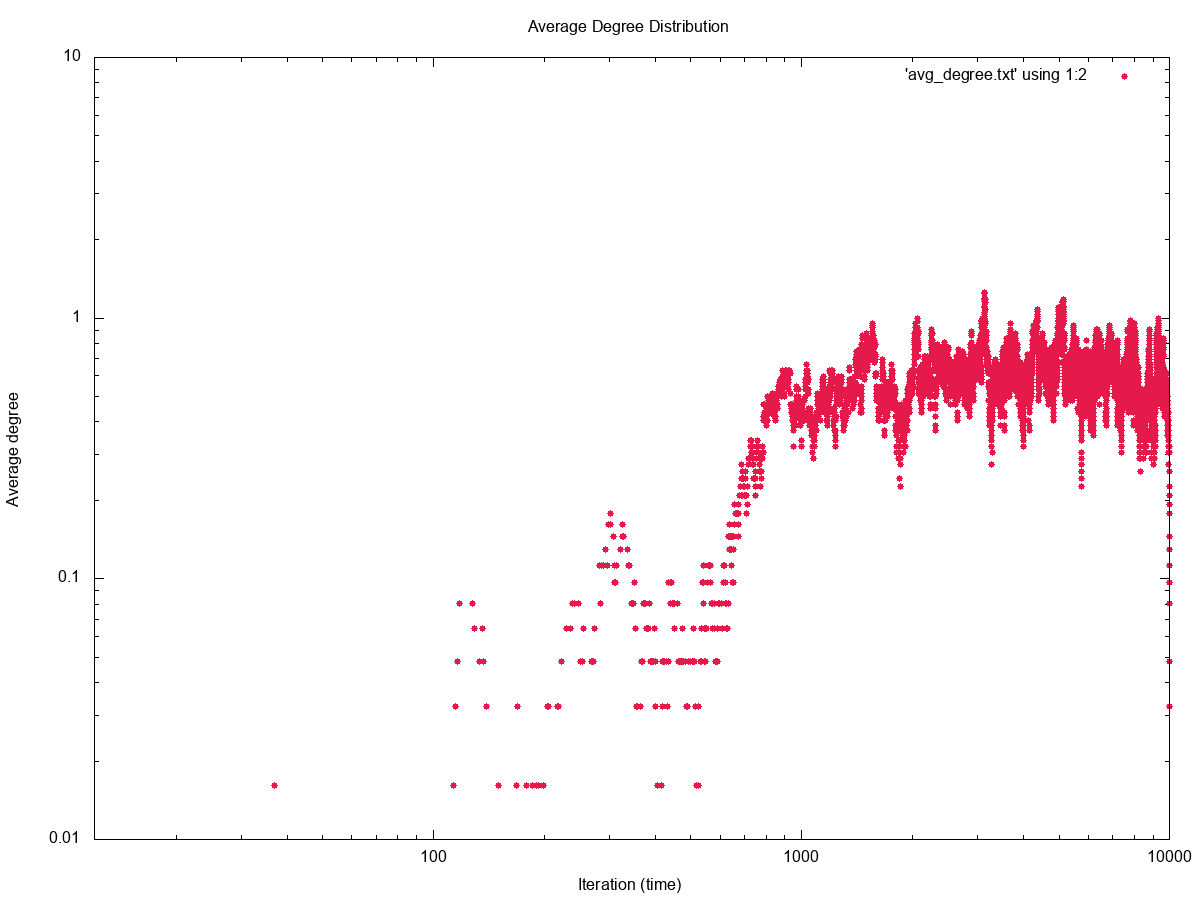 Average Degree Distribution
'avg_degree.txt' using 1:2
10
1
0.1
0.01
Average degree
100
1000
10000
Iteration (time)